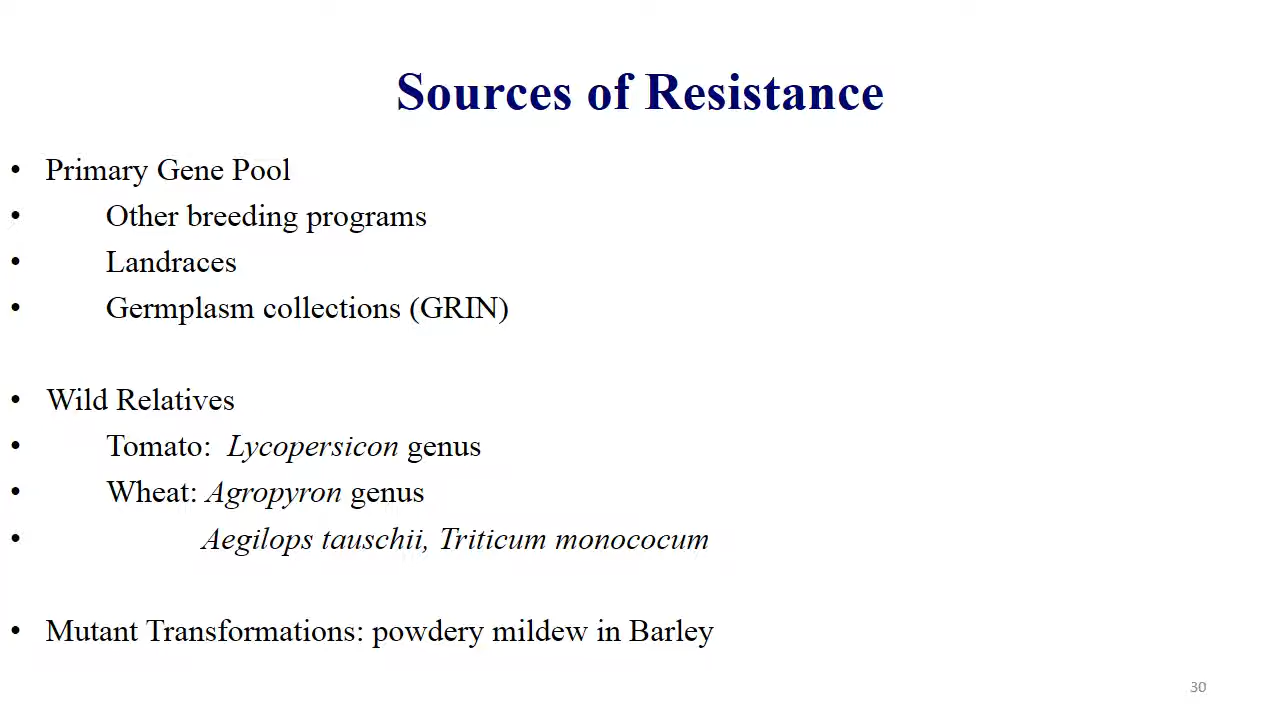 Sources of Resistance
• Primary Gene Pool
• Other breeding programs
• Landraces
• Germplasm collections (GRIN)
• Wild Relatives
• Tomato: Lycopersicon genus
• Wheat: Agropyron genus
• Aegilops tauschii, Triticum monococum
• Mutant Transformations: powdery mildew in Barley
30